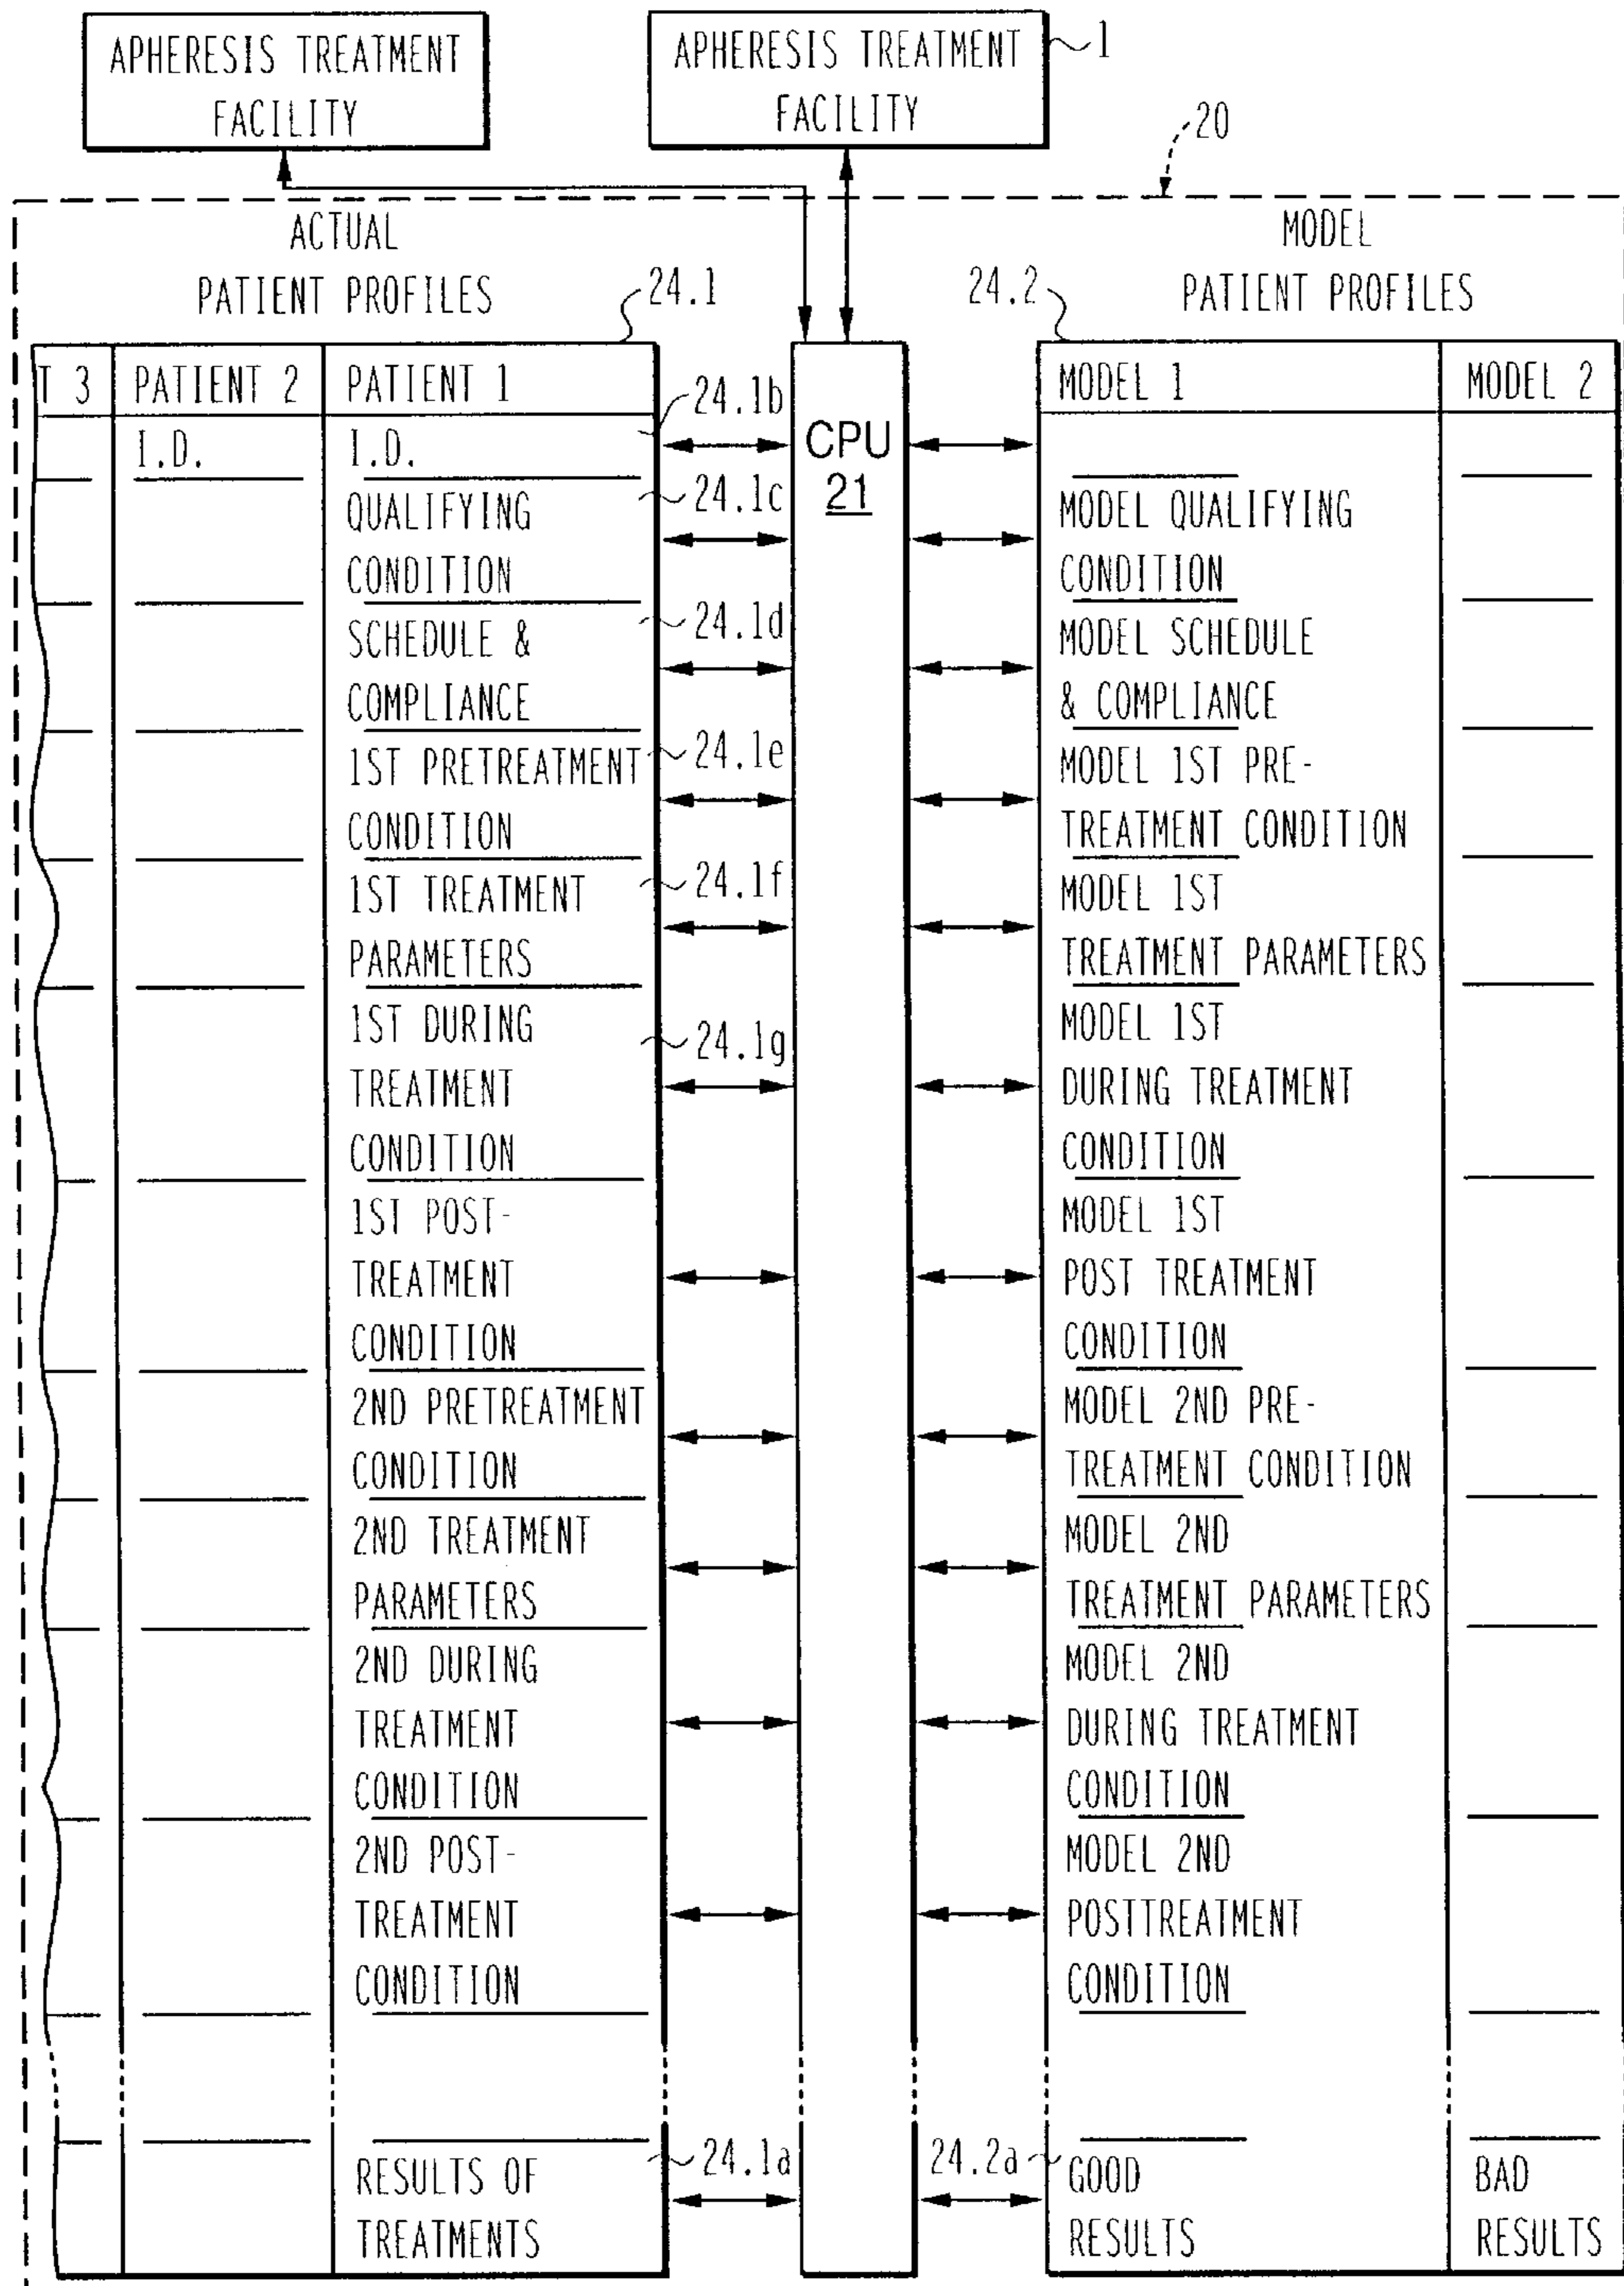 APHERESIS TREATMENT
FACILITY
APHERESIS TREATMENT
FACILITY
1
20
ACTUAL
PATIENT PROFILES
24.1
24.2
MODEL
PATIENT PROFILES
T 3
PATIENT 2
PATIENT 1
I.D.
I.D.
24.1b
QUALIFYING
CONDITION
24.1c
SCHEDULE &
COMPLIANCE
24.1d
1ST PRETREATMENT
CONDITION
24.1e
1ST TREATMENT
PARAMETERS
24.1f
1ST DURING
TREATMENT
CONDITION
24.1g
1ST POST-
TREATMENT
CONDITION
2ND PRETREATMENT
CONDITION
2ND TREATMENT
PARAMETERS
2ND DURING
TREATMENT
CONDITION
2ND POST-
TREATMENT
CONDITION
RESULTS OF
TREATMENTS
24.1a
CPU
21
MODEL 1
MODEL 2
MODEL QUALIFYING
CONDITION
MODEL SCHEDULE
& COMPLIANCE
MODEL 1ST PRE-
TREATMENT CONDITION
MODEL 1ST
TREATMENT PARAMETERS
MODEL 1ST
DURING TREATMENT
CONDITION
MODEL 1ST
POST TREATMENT
CONDITION
MODEL 2ND PRE-
TREATMENT CONDITION
MODEL 2ND
TREATMENT PARAMETERS
MODEL 2ND
DURING TREATMENT
CONDITION
MODEL 2ND
POSTTREATMENT
CONDITION
24.2a
GOOD
RESULTS
BAD
RESULTS